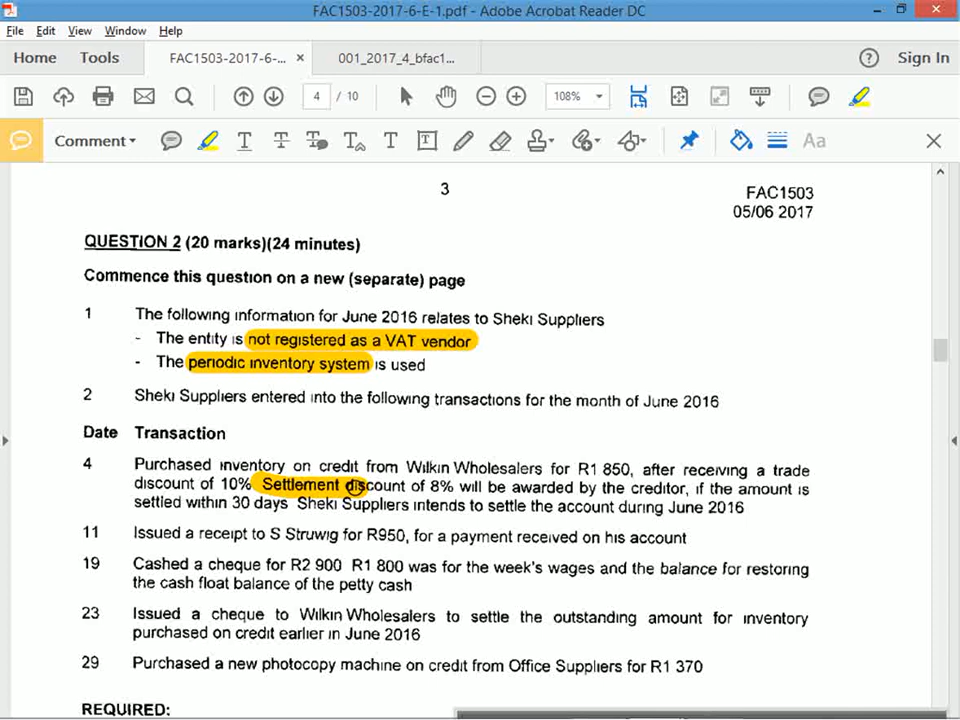 FAC1503-2017-6-E-1.pdf - Adobe Acrobat Reader DC
File Edit View Window Help
Home Tools FAC1503-2017-6-... × 001_2017_4_bfac1... ? Sign In
4 / 10 108%
Comment Aa
3
FAC1503
05/06 2017
QUESTION 2 (20 marks)(24 minutes)
Commence this question on a new (separate) page
1 The following information for June 2016 relates to Sheki Suppliers
- The entity is not registered as a VAT vendor
- The periodic inventory system is used
2 Sheki Suppliers entered into the following transactions for the month of June 2016
Date Transaction
4 Purchased inventory on credit from Wilkin Wholesalers for R1 850, after receiving a trade
discount of 10% Settlement discount of 8% will be awarded by the creditor, if the amount is
settled within 30 days Sheki Suppliers intends to settle the account during June 2016
11 Issued a receipt to S Struwig for R950, for a payment received on his account
19 Cashed a cheque for R2 900 R1 800 was for the week's wages and the balance for restoring
the cash float balance of the petty cash
23 Issued a cheque to Wilkin Wholesalers to settle the outstanding amount for inventory
purchased on credit earlier in June 2016
29 Purchased a new photocopy machine on credit from Office Suppliers for R1 370
REQUIRED: